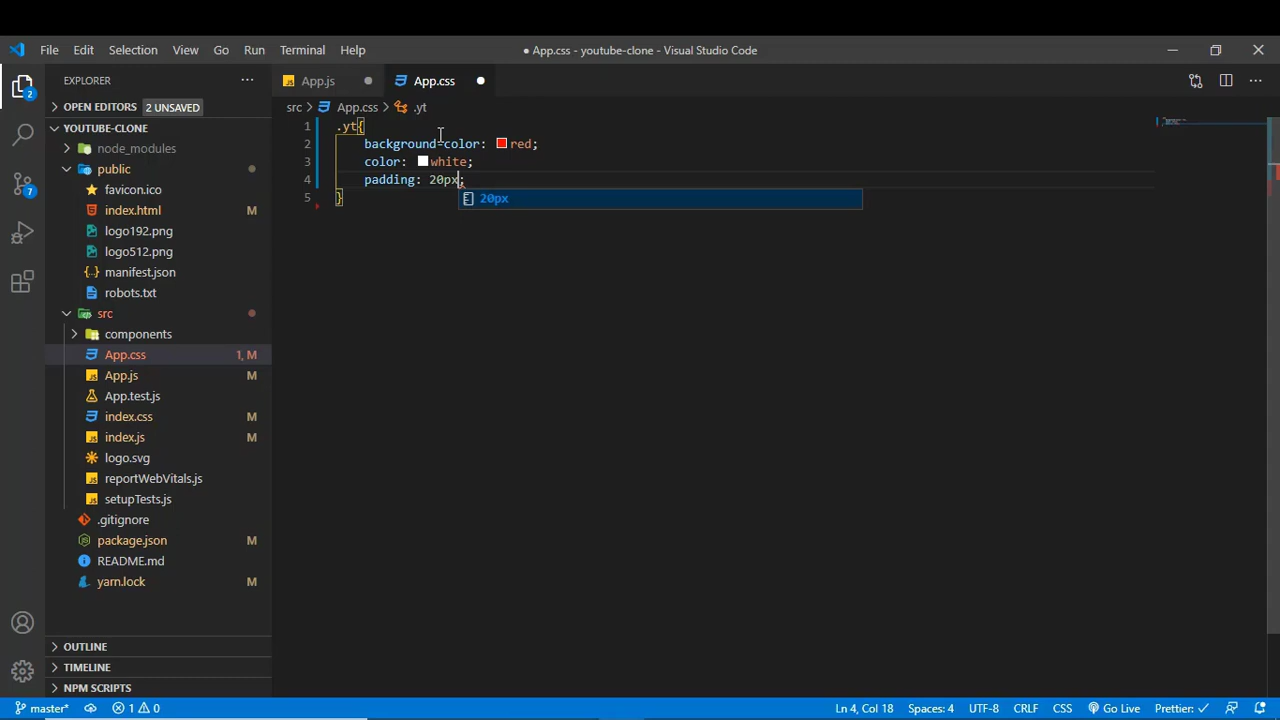 File Edit Selection View Go Run Terminal Help
● App.css - youtube-clone - Visual Studio Code
EXPLORER
OPEN EDITORS 2 UNSAVED
YOUTUBE-CLONE
node_modules
public
favicon.ico
index.html M
logo192.png
logo512.png
manifest.json
robots.txt
src
components
App.css 1, M
App.js M
App.test.js
index.css M
index.js M
logo.svg
reportWebVitals.js
setupTests.js
.gitignore
package.json M
README.md
yarn.lock M
OUTLINE
TIMELINE
NPM SCRIPTS
2
7
App.js App.css
src > App.css > .yt
1 .yt{
2 background-color: red;
3 color: white;
4 padding: 20px;
20px
5 }
master* 1 0 Ln 4, Col 18 Spaces: 4 UTF-8 CRLF CSS Go Live Prettier: ✓